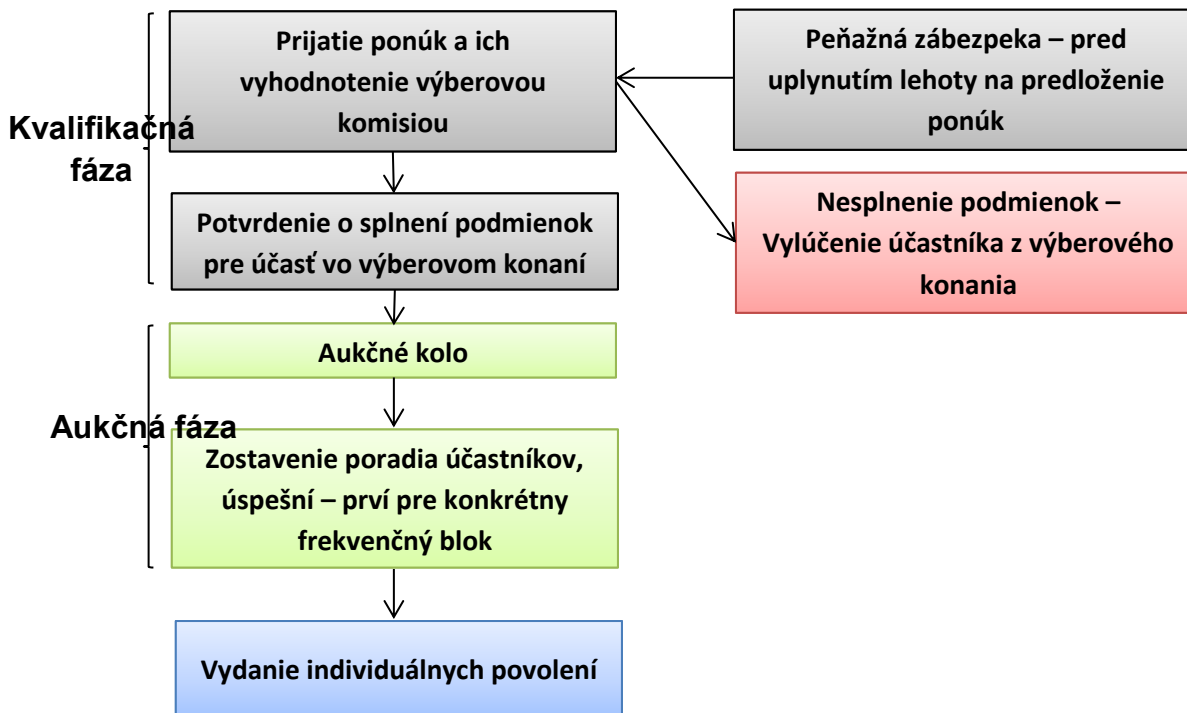 Prijatie ponúk a ich
vyhodnotenie výberovou
komisiou
Peňažná zábezpeka – pred
uplynutím lehoty na predloženie
ponúk
Kvalifikačná
fáza
Nesplnenie podmienok –
Vylúčenie účastníka z výberového
konania
Potvrdenie o splnení podmienok
pre účasť vo výberovom konaní
Aukčné kolo
Aukčná fáza
Zostavenie poradia účastníkov,
úspešní – prví pre konkrétny
frekvenčný blok
Vydanie individuálnych povolení